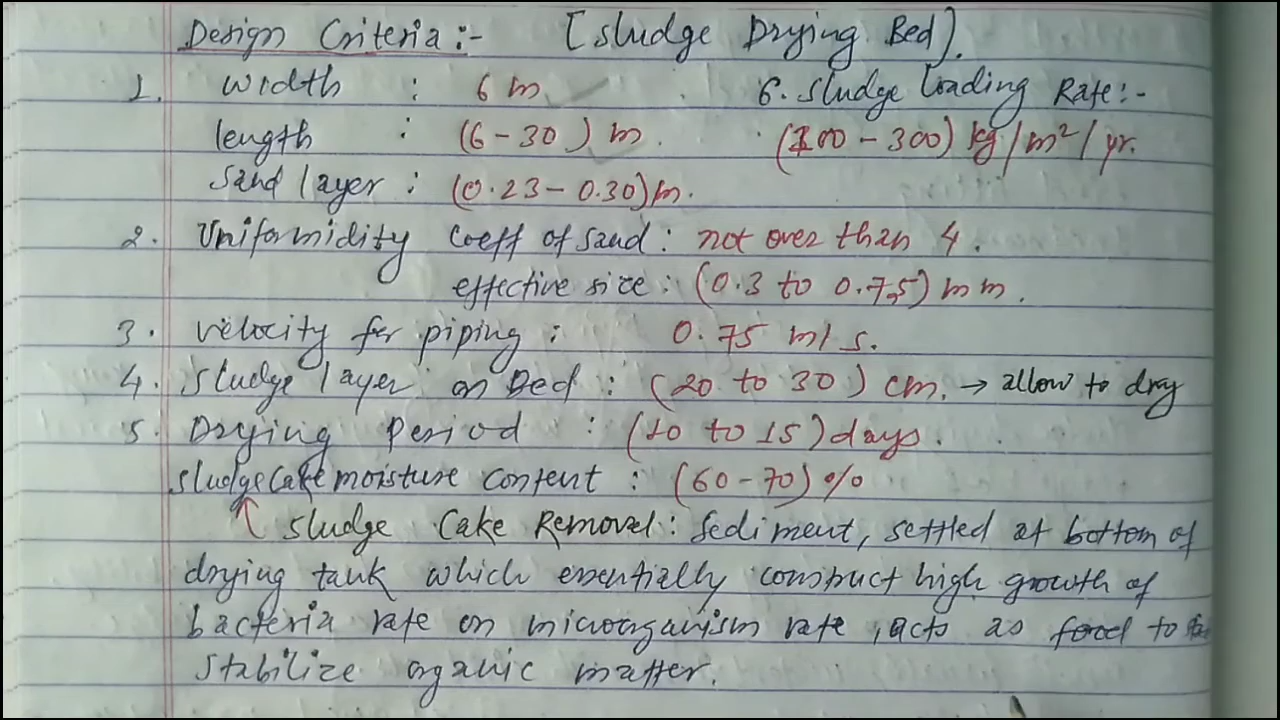 Design Criteria :- [Sludge Drying Bed].
1. width : 6 m
6. Sludge Loading Rate :-
length : (6 - 30) m.
(100 - 300) kg/m²/yr.
Sand layer : (0.23 - 0.30) m.
2. Uniformidity coeff of sand : not over than 4.
effective size : (0.3 to 0.75) mm.
3. velocity for piping : 0.75 m/s.
4. Sludge layer on Bed : (20 to 30) cm. → allow to dry
5. Drying Period : (10 to 15) days.
Sludge Cake moisture content : (60 - 70) %
Sludge Cake Removel : Sediment, settled at bottom of
drying tank which essentially construct high growth of
bacteria rate on microorganism rate, acts as to
stabilize organic matter.